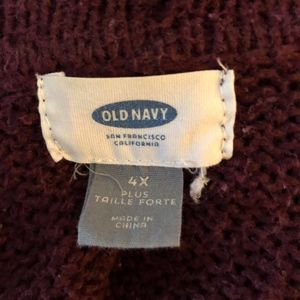 OLD NAVY
SAN FRANCISCO
CALIFORNIA
4X
PLUS
TAILLE FORTE
MADE IN
CHINA